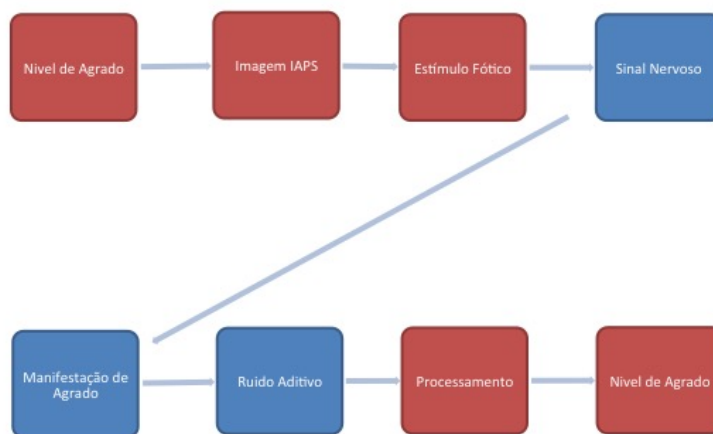 Nivel de Agrado
Imagem IAPS
Estímulo Fótico
Sinal Nervoso
Manifestação de
Agrado
Ruido Aditivo
Processamento
Nivel de Agrado